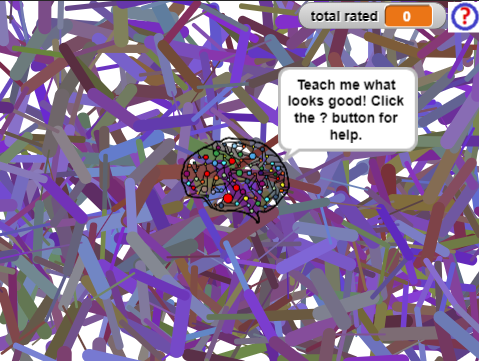 total rated 0 ?
Teach me what
looks good! Click
the ? button for
help.